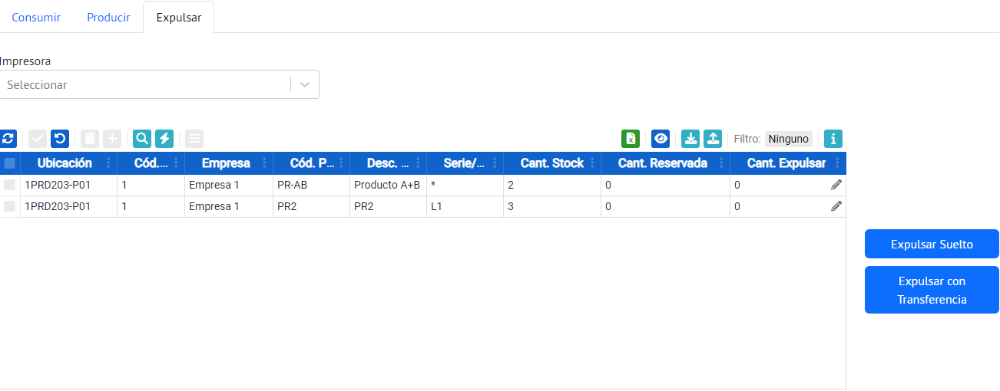 Consumir Producir Expulsar
Impresora
Seleccionar
Filtro: Ninguno
Ubicación Cód.... Empresa Cód. P... Desc. ... Serie/... Cant. Stock Cant. Reservada Cant. Expulsar
1PRD203-P01 1 Empresa 1 PR-AB Producto A+B * 2 0 0
1PRD203-P01 1 Empresa 1 PR2 PR2 L1 3 0 0
Expulsar Suelto
Expulsar con
Transferencia